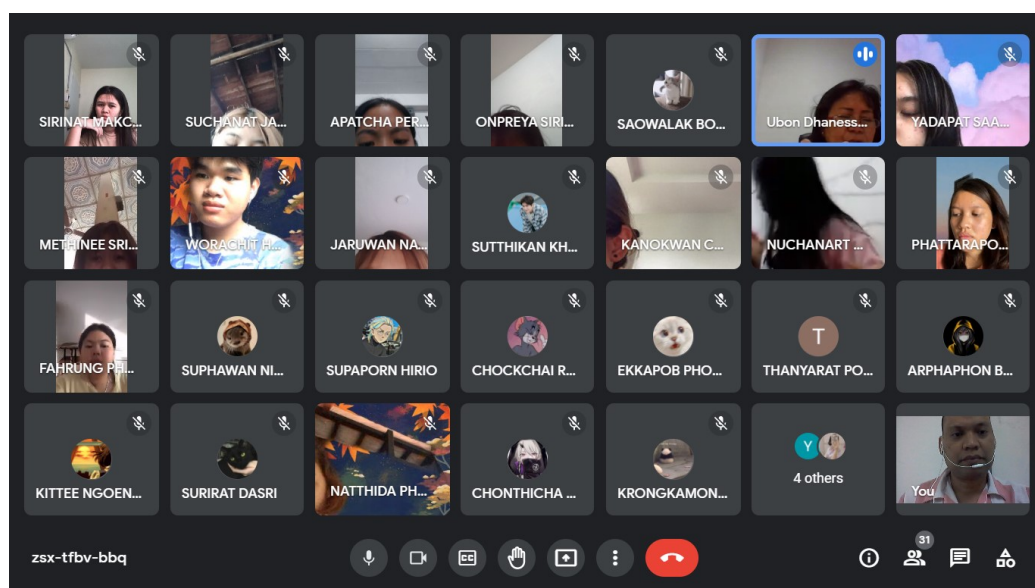 SIRINAT MAKC...
SUCHANAT JA...
APATCHA PER...
ONPREYA SIRI...
SAOWALAK BO...
Ubon Dhaness...
YADAPAT SAA...
METHINEE SRI...
WORACHIT H...
JARUWAN NA...
SUTTHIKAN KH...
KANOKWAN C...
NUCHANART ...
PHATTARAPO...
FAHRUNG PH...
SUPHAWAN NI...
SUPAPORN HIRIO
CHOCKCHAI R...
EKKAPOB PHO...
T
THANYARAT PO...
ARPHAPHON B...
KITTEE NGOEN...
SURIRAT DASRI
NATTHIDA PH...
CHONTHICHA ...
KRONGKAMON...
Y
4 others
You
zsx-tfbv-bbq
CC
31